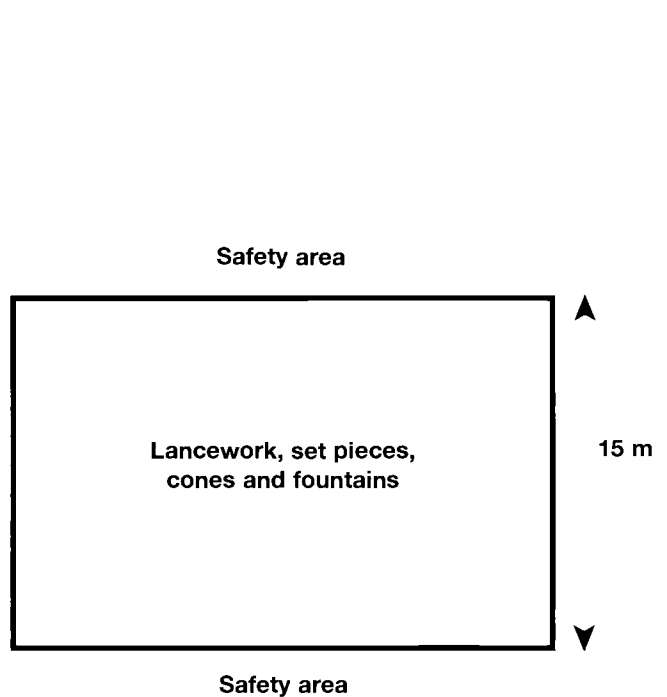 Safety area
Lancework, set pieces,
15 m
cones and fountains
Safety area